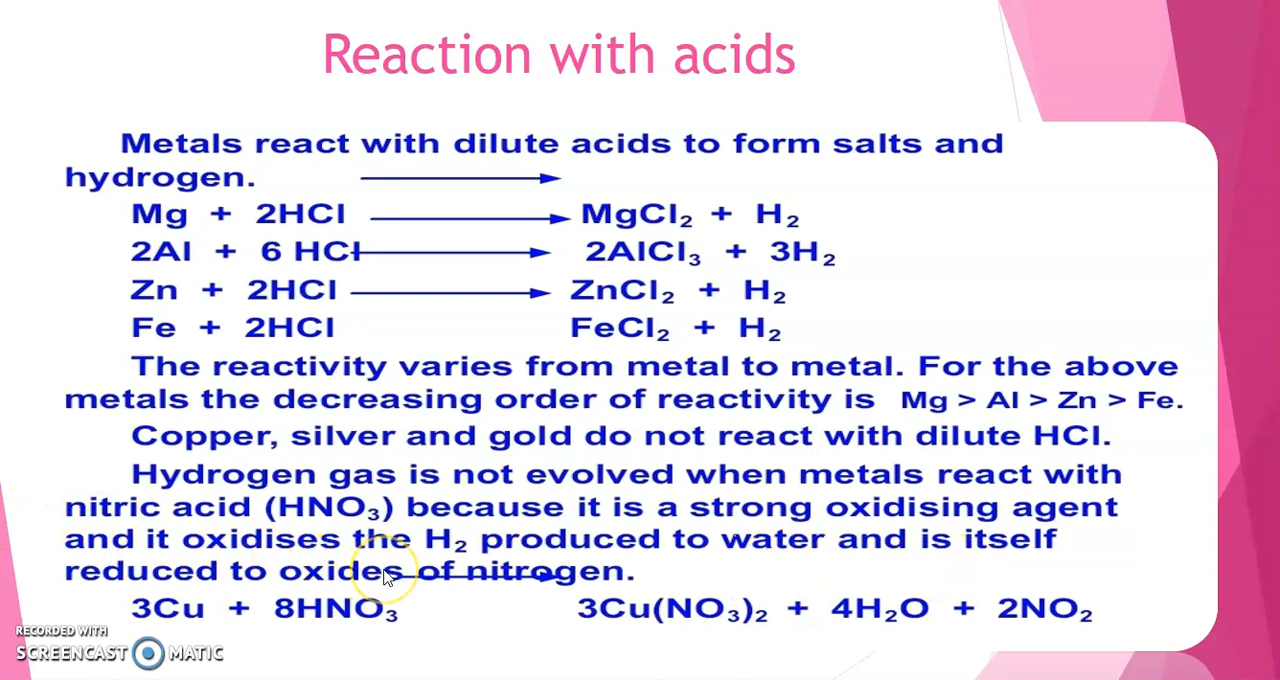 Reaction with acids
Metals react with dilute acids to form salts and
hydrogen.
Mg + 2HCl MgCl₂ + H₂
2Al + 6 HCl 2AlCl₃ + 3H₂
Zn + 2HCl ZnCl₂ + H₂
Fe + 2HCl FeCl₂ + H₂
The reactivity varies from metal to metal. For the above
metals the decreasing order of reactivity is Mg > Al > Zn > Fe.
Copper, silver and gold do not react with dilute HCl.
Hydrogen gas is not evolved when metals react with
nitric acid (HNO₃) because it is a strong oxidising agent
and it oxidises the H₂ produced to water and is itself
reduced to oxides of nitrogen.
3Cu + 8HNO₃ 3Cu(NO₃)₂ + 4H₂O + 2NO₂
RECORDED WITH
SCREENCAST MATIC